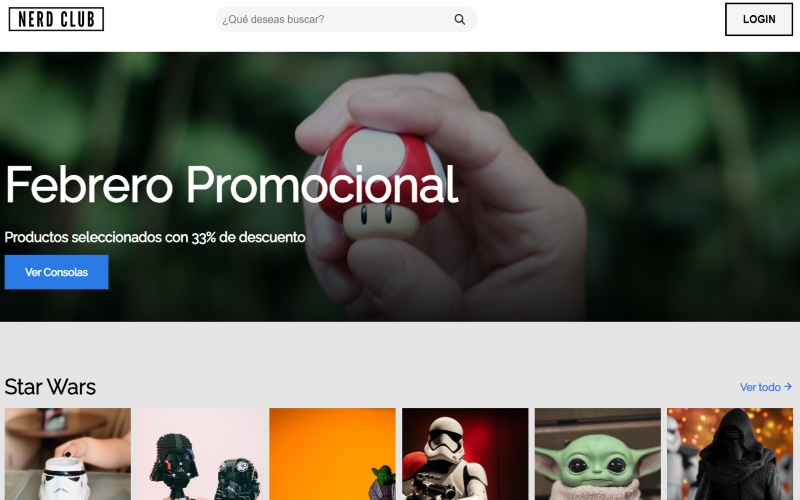 NERD CLUB
¿Qué deseas buscar?
LOGIN
Febrero Promocional
Productos seleccionados con 33% de descuento
Ver Consolas
Star Wars
Ver todo